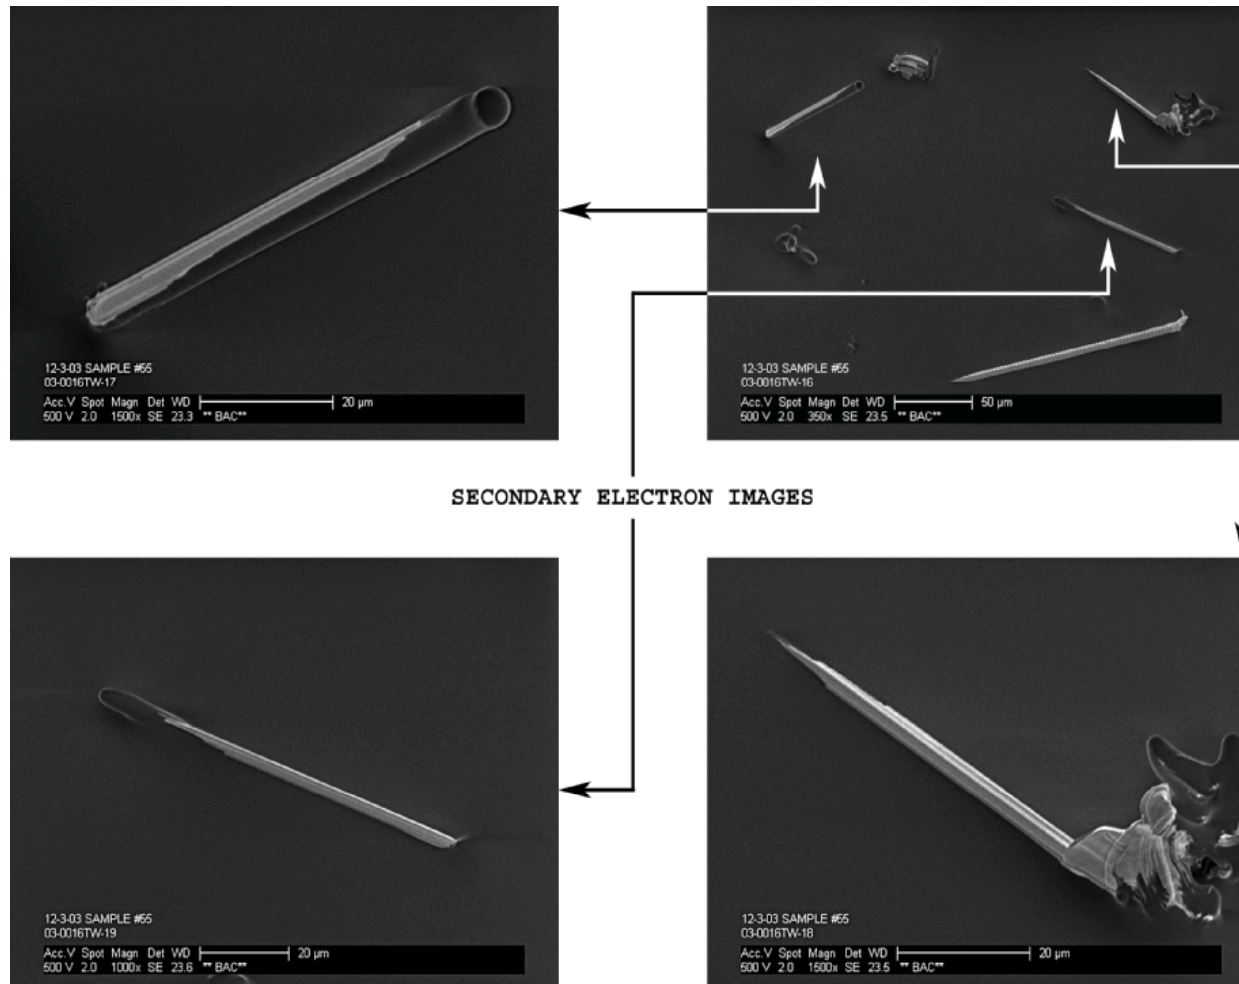 12-3-03 SAMPLE #55
03-0016TW-17
Acc.V Spot Magn Det WD 20 µm
500 V 2.0 1500x SE 23.3 ** BAC**
12-3-03 SAMPLE #55
03-0016TW-16
Acc.V Spot Magn Det WD 50 µm
500 V 2.0 350x SE 23.5 ** BAC**
SECONDARY ELECTRON IMAGES
12-3-03 SAMPLE #55
03-0016TW-19
Acc.V Spot Magn Det WD 20 µm
500 V 2.0 1000x SE 23.6 ** BAC**
12-3-03 SAMPLE #55
03-0016TW-18
Acc.V Spot Magn Det WD 20 µm
500 V 2.0 1500x SE 23.5 ** BAC**